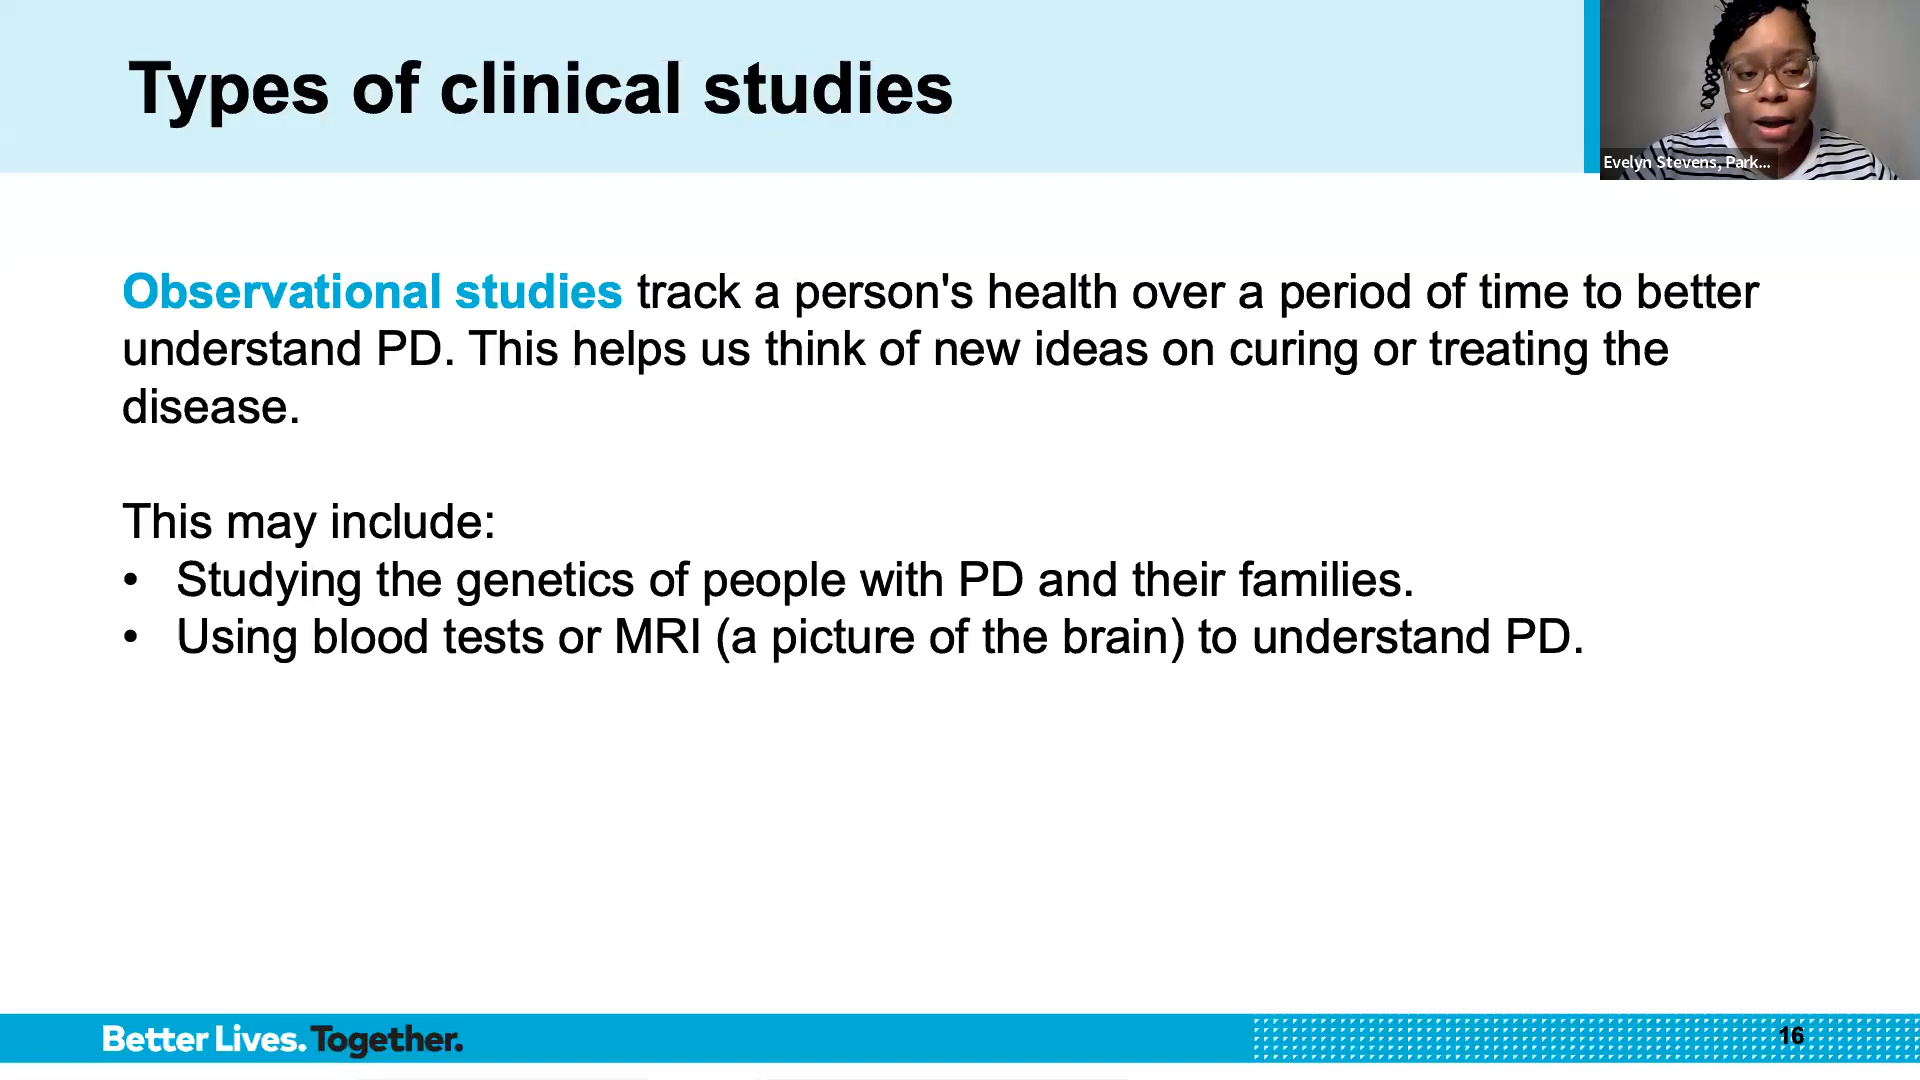 Types of clinical studies
Evelyn Stevens, Park...
Observational studies track a person's health over a period of time to better
understand PD. This helps us think of new ideas on curing or treating the
disease.
This may include:
• Studying the genetics of people with PD and their families.
• Using blood tests or MRI (a picture of the brain) to understand PD.
Better Lives. Together.
16